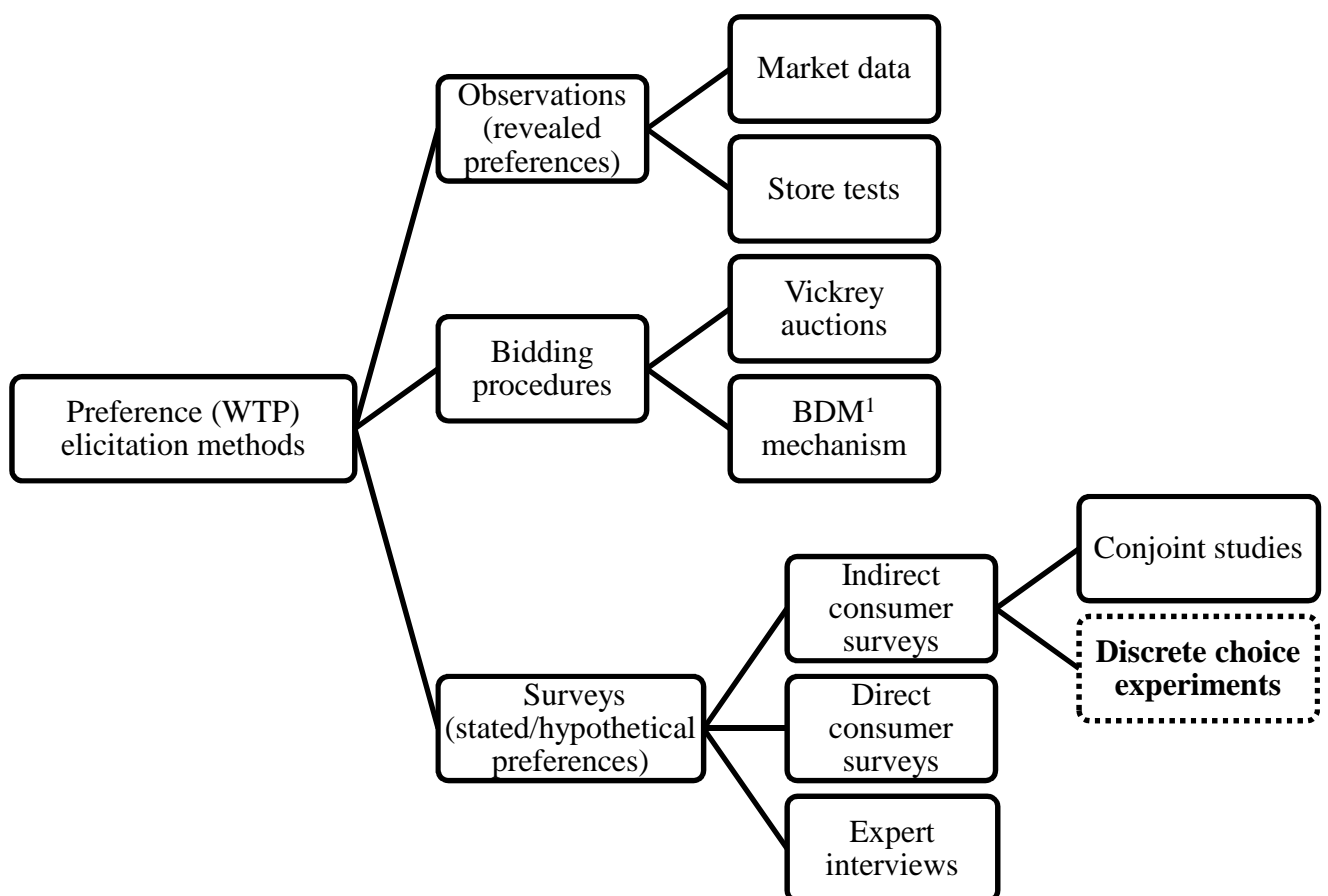 Market data
Observations
(revealed
preferences)
Store tests
Vickrey
auctions
Bidding
procedures
BDM¹
mechanism
Preference (WTP)
elicitation methods
Conjoint studies
Indirect
consumer
surveys
Discrete choice
experiments
Surveys
(stated/hypothetical
preferences)
Direct
consumer
surveys
Expert
interviews